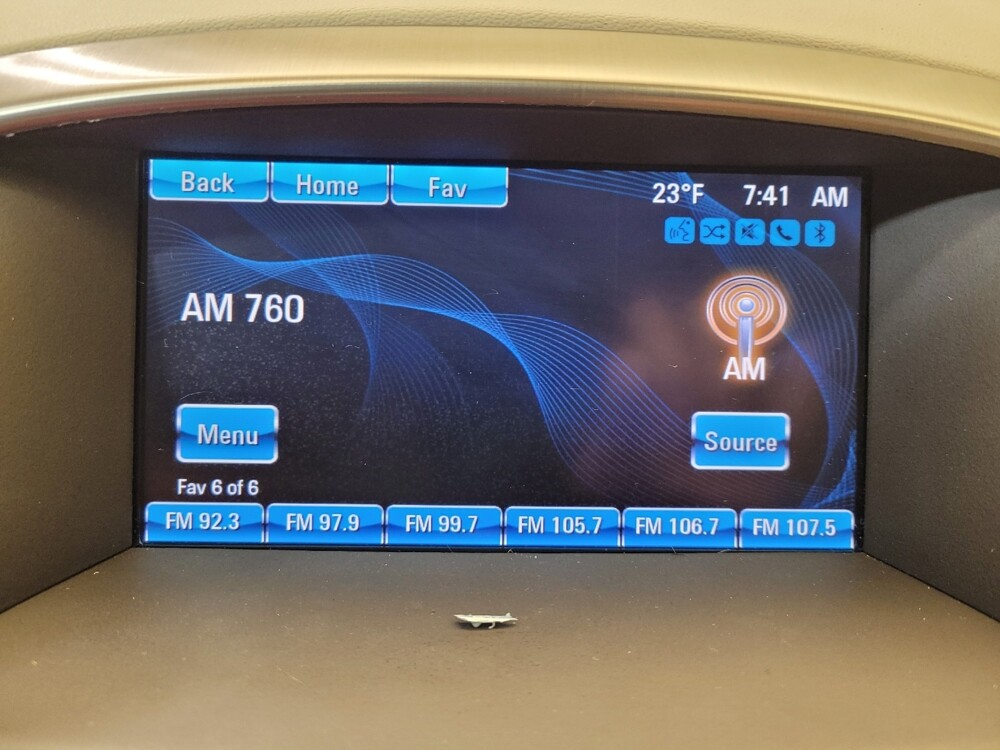 Back Home Fav 23°F 7:41 AM
AM 760
AM
Menu Source
Fav 6 of 6
FM 92.3 FM 97.9 FM 99.7 FM 105.7 FM 106.7 FM 107.5